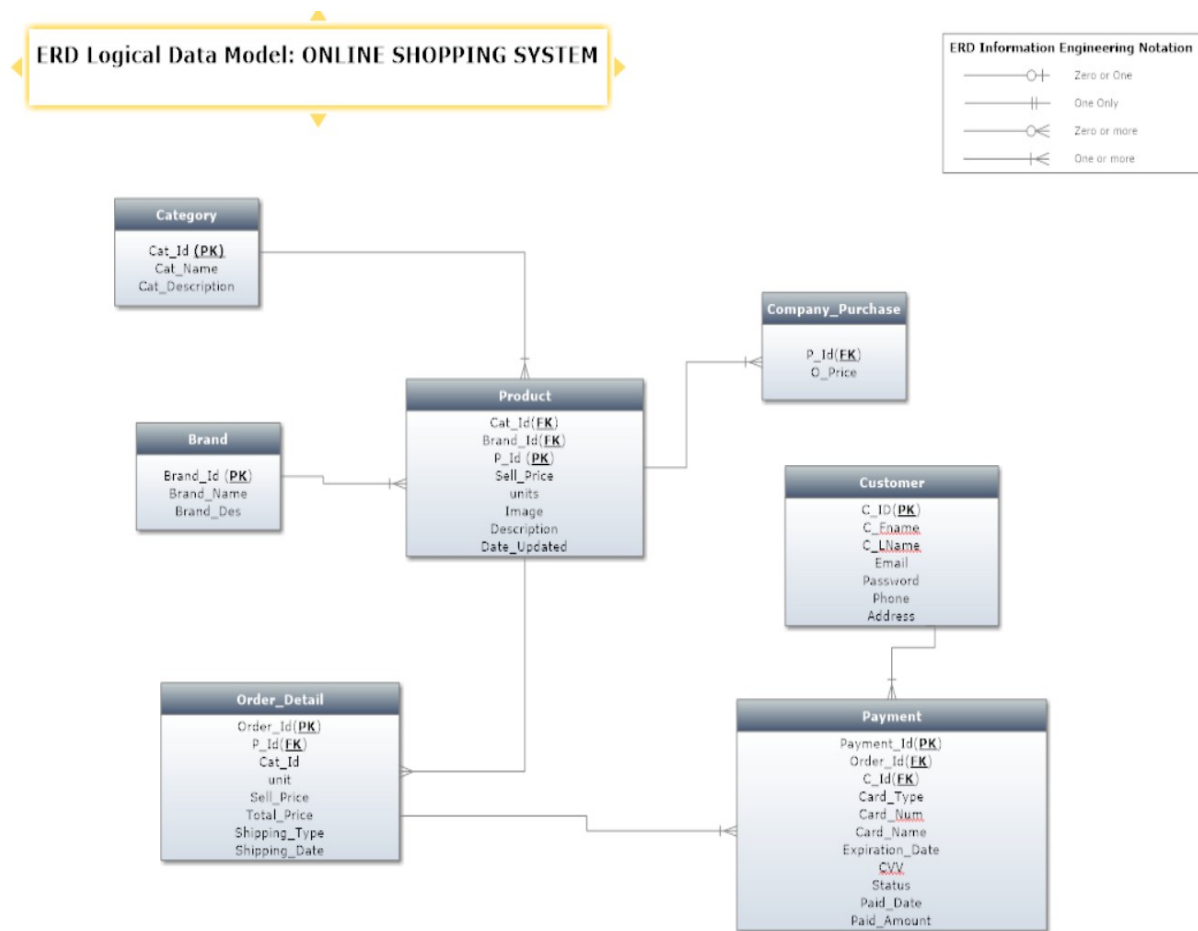 ERD Logical Data Model: ONLINE SHOPPING SYSTEM
ERD Information Engineering Notation
Zero or One
One Only
Zero or more
One or more
Category
Cat_Id (PK)
Cat_Name
Cat_Description
Company_Purchase
P_Id(FK)
O_Price
Product
Cat_Id(FK)
Brand_Id(FK)
P_Id (PK)
Sell_Price
units
Image
Description
Date_Updated
Brand
Brand_Id (PK)
Brand_Name
Brand_Des
Customer
C_ID(PK)
C_Fname
C_LName
Email
Password
Phone
Address
Order_Detail
Order_Id(PK)
P_Id(FK)
Cat_Id
unit
Sell_Price
Total_Price
Shipping_Type
Shipping_Date
Payment
Payment_Id(PK)
Order_Id(FK)
C_Id(FK)
Card_Type
Card_Num
Card_Name
Expiration_Date
CVV
Status
Paid_Date
Paid_Amount